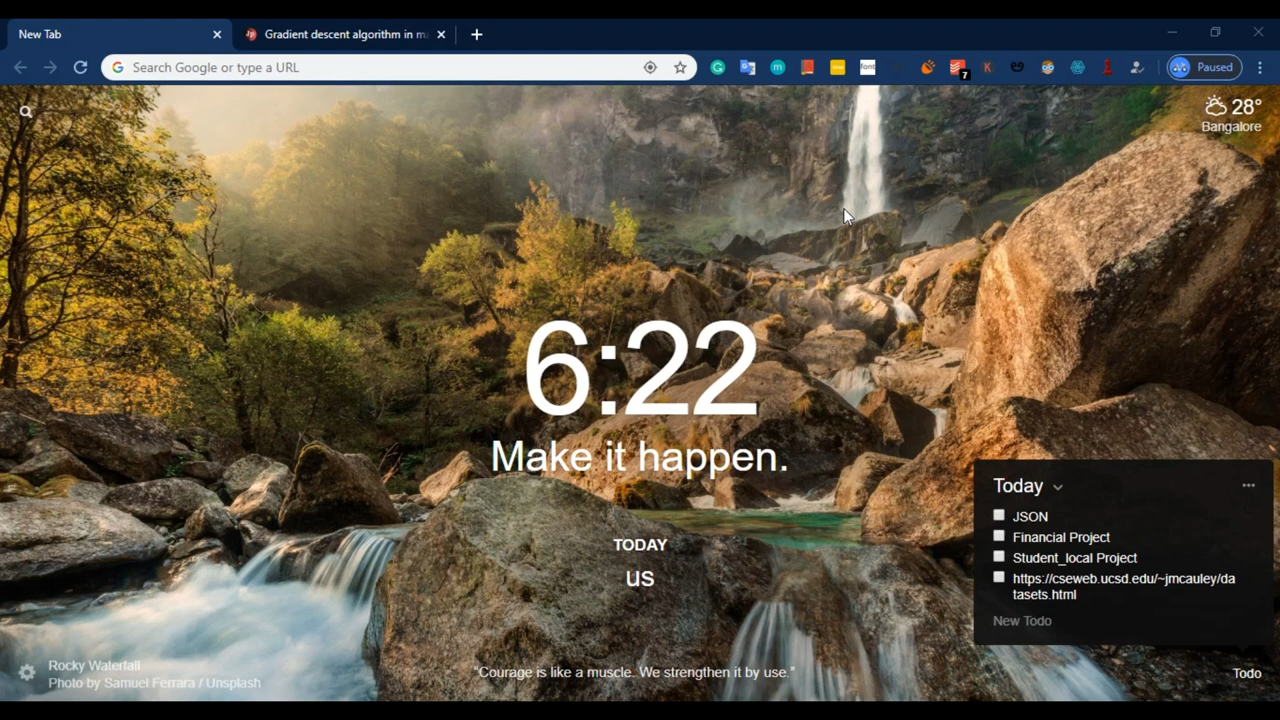 New Tab
Gradient descent algorithm in ma
Search Google or type a URL
7
Paused
28°
Bangalore
6:22
Make it happen.
TODAY
us
Today
JSON
Financial Project
Student_local Project
https://cseweb.ucsd.edu/~jmcauley/da
tasets.html
New Todo
Rocky Waterfall
Photo by Samuel Ferrara / Unsplash
"Courage is like a muscle. We strengthen it by use."
Todo